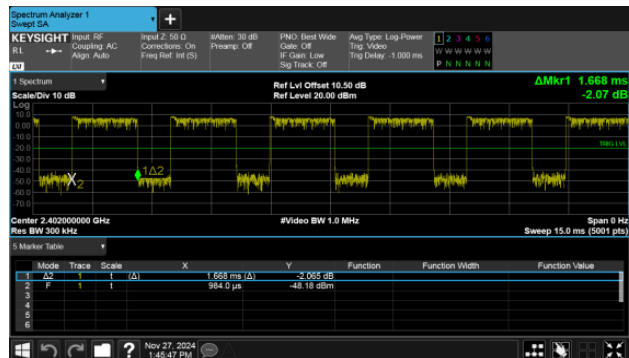 Spectrum Analyzer 1
Swept SA
+
KEYSIGHT Input: RF Input Z: 50 Ω #Atten: 30 dB PNO: Best Wide Avg Type: Log-Power 1 2 3 4 5 6
RL Coupling: AC Corrections: On Preamp: Off Gate: Off Trig: Video W W W W W W
Align: Auto Freq Ref: Int (S) IF Gain: Low Trig Delay: -1.000 ms P N N N N N
LXI Sig Track: Off
1 Spectrum
Scale/Div 10 dB Ref Lvl Offset 10.50 dB ΔMkr1 1.668 ms
Ref Level 20.00 dBm -2.07 dB
Log
10.0
0.00
-10.0
-20.0 TRIG LVL
-30.0
-40.0
-50.0 X2 1Δ2
-60.0
-70.0
Center 2.402000000 GHz #Video BW 1.0 MHz Span 0 Hz
Res BW 300 kHz Sweep 15.0 ms (5001 pts)
5 Marker Table
Mode Trace Scale X Y Function Function Width Function Value
1 Δ2 1 t (Δ) 1.668 ms (Δ) -2.065 dB
2 F 1 t 984.0 µs -48.18 dBm
3
4
5
6
? Nov 27, 2024
1:45:47 PM